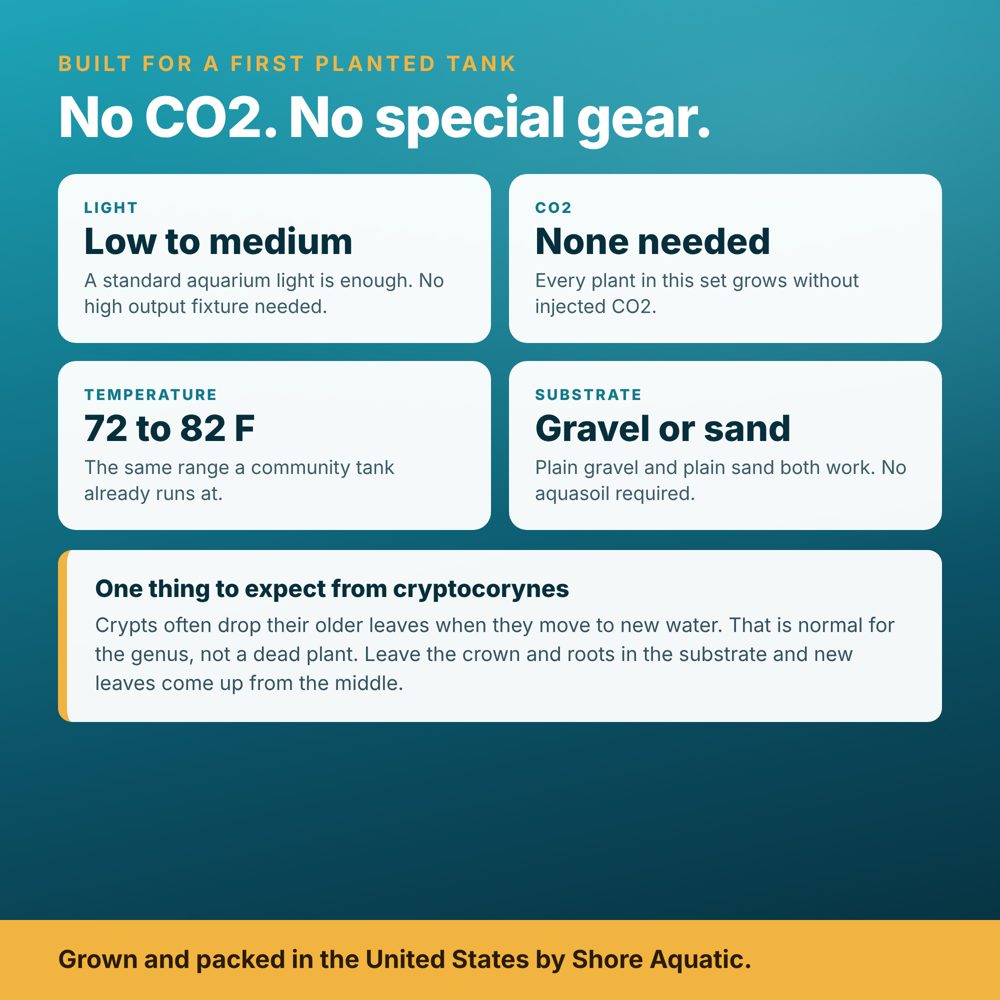 BUILT FOR A FIRST PLANTED TANK
No CO2. No special gear.
LIGHT
Low to medium
A standard aquarium light is enough. No
high output fixture needed.
CO2
None needed
Every plant in this set grows without
injected CO2.
TEMPERATURE
72 to 82 F
The same range a community tank
already runs at.
SUBSTRATE
Gravel or sand
Plain gravel and plain sand both work. No
aquasoil required.
One thing to expect from cryptocorynes
Crypts often drop their older leaves when they move to new water. That is normal for
the genus, not a dead plant. Leave the crown and roots in the substrate and new
leaves come up from the middle.
Grown and packed in the United States by Shore Aquatic.